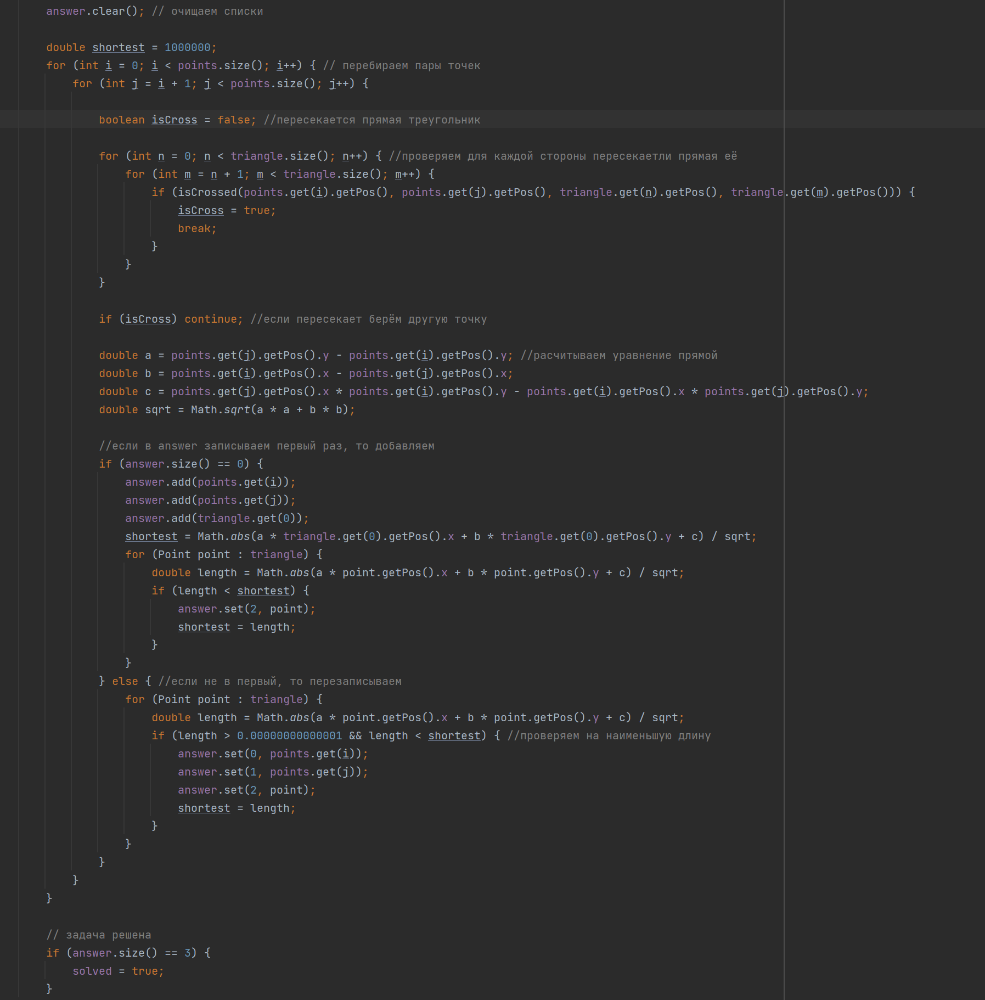 answer.clear(); // очищаем списки
double shortest = 1000000;
for (int i = 0; i < points.size(); i++) { // перебираем пары точек
for (int j = i + 1; j < points.size(); j++) {
boolean isCross = false; //пересекается прямая треугольник
for (int n = 0; n < triangle.size(); n++) { //проверяем для каждой стороны пересекаетли прямая её
for (int m = n + 1; m < triangle.size(); m++) {
if (isCrossed(points.get(i).getPos(), points.get(j).getPos(), triangle.get(n).getPos(), triangle.get(m).getPos())) {
isCross = true;
break;
}
}
}
if (isCross) continue; //если пересекает берём другую точку
double a = points.get(j).getPos().y - points.get(i).getPos().y; //расчитываем уравнение прямой
double b = points.get(i).getPos().x - points.get(j).getPos().x;
double c = points.get(j).getPos().x * points.get(i).getPos().y - points.get(i).getPos().x * points.get(j).getPos().y;
double sqrt = Math.sqrt(a * a + b * b);
//если в answer записываем первый раз, то добавляем
if (answer.size() == 0) {
answer.add(points.get(i));
answer.add(points.get(j));
answer.add(triangle.get(0));
shortest = Math.abs(a * triangle.get(0).getPos().x + b * triangle.get(0).getPos().y + c) / sqrt;
for (Point point : triangle) {
double length = Math.abs(a * point.getPos().x + b * point.getPos().y + c) / sqrt;
if (length < shortest) {
answer.set(2, point);
shortest = length;
}
}
} else { //если не в первый, то перезаписываем
for (Point point : triangle) {
double length = Math.abs(a * point.getPos().x + b * point.getPos().y + c) / sqrt;
if (length > 0.00000000000001 && length < shortest) { //проверяем на наименьшую длину
answer.set(0, points.get(i));
answer.set(1, points.get(j));
answer.set(2, point);
shortest = length;
}
}
}
}
}
// задача решена
if (answer.size() == 3) {
solved = true;
}